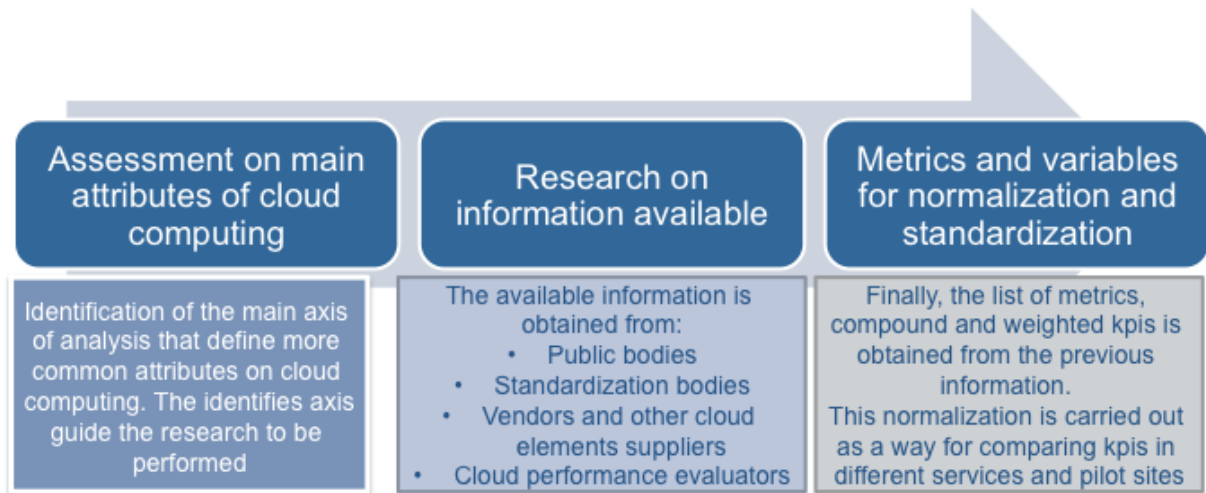 Assessment on main
attributes of cloud
computing
Identification of the main axis
of analysis that define more
common attributes on cloud
computing. The identifies axis
guide the research to be
performed
Research on
information available
The available information is
obtained from:
• Public bodies
• Standardization bodies
• Vendors and other cloud
elements suppliers
• Cloud performance evaluators
Metrics and variables
for normalization and
standardization
Finally, the list of metrics,
compound and weighted kpis is
obtained from the previous
information.
This normalization is carried out
as a way for comparing kpis in
different services and pilot sites